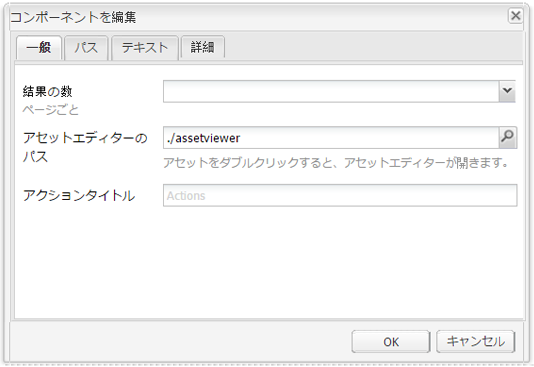 コンポーネントを編集
一般 パス テキスト 詳細
結果の数
ページごと
アセットエディターの
パス
./assetviewer
アセットをダブルクリックすると、アセットエディターが開きます。
アクションタイトル
Actions
OK キャンセル